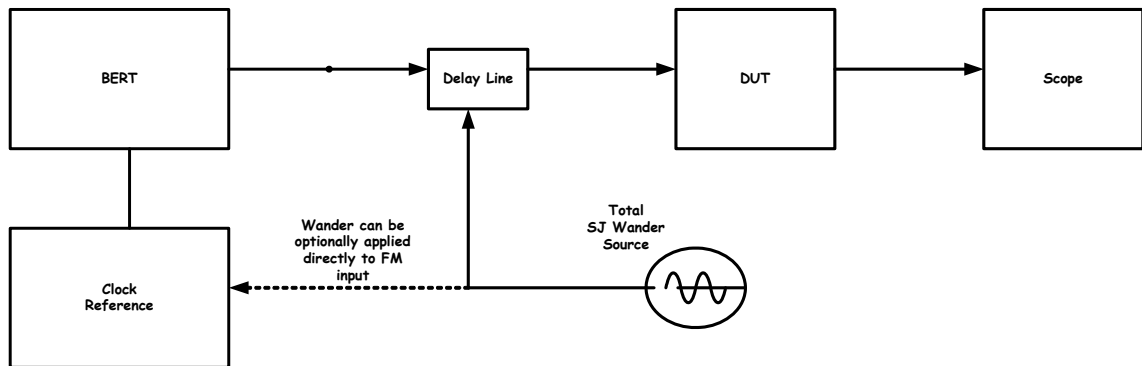 BERT
Delay Line
DUT
Scope
Total
SJ Wander
Source
Wander can be
optionally applied
directly to FM
input
Clock
Reference